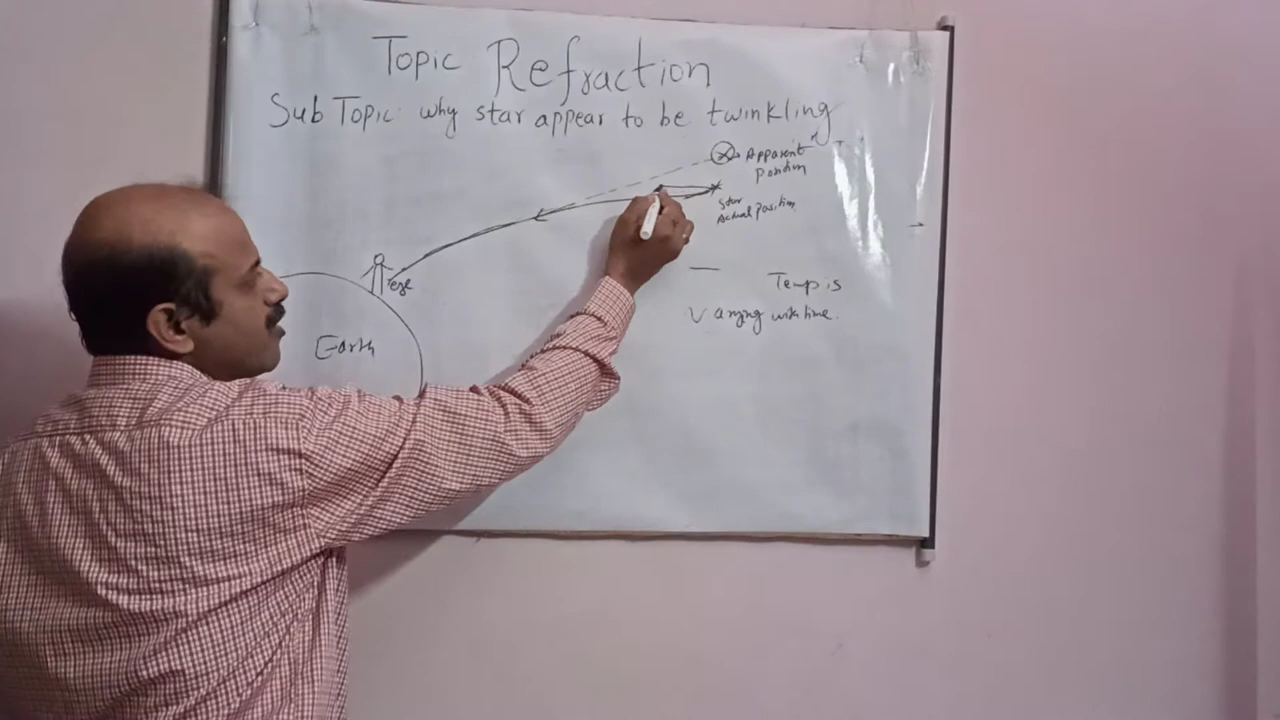 Topic Refraction
Sub Topic: why star appear to be twinkling
Apparent
position
Star
Actual position
eye
Temp is
Varying with time.
Earth